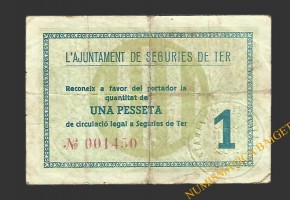 L'AJUNTAMENT DE SEGURIES DE TER
Reconeix a favor del portador la
quantitat de
UNA PESSETA
de circulació legal a Seguries de Ter
1
Nº 001450